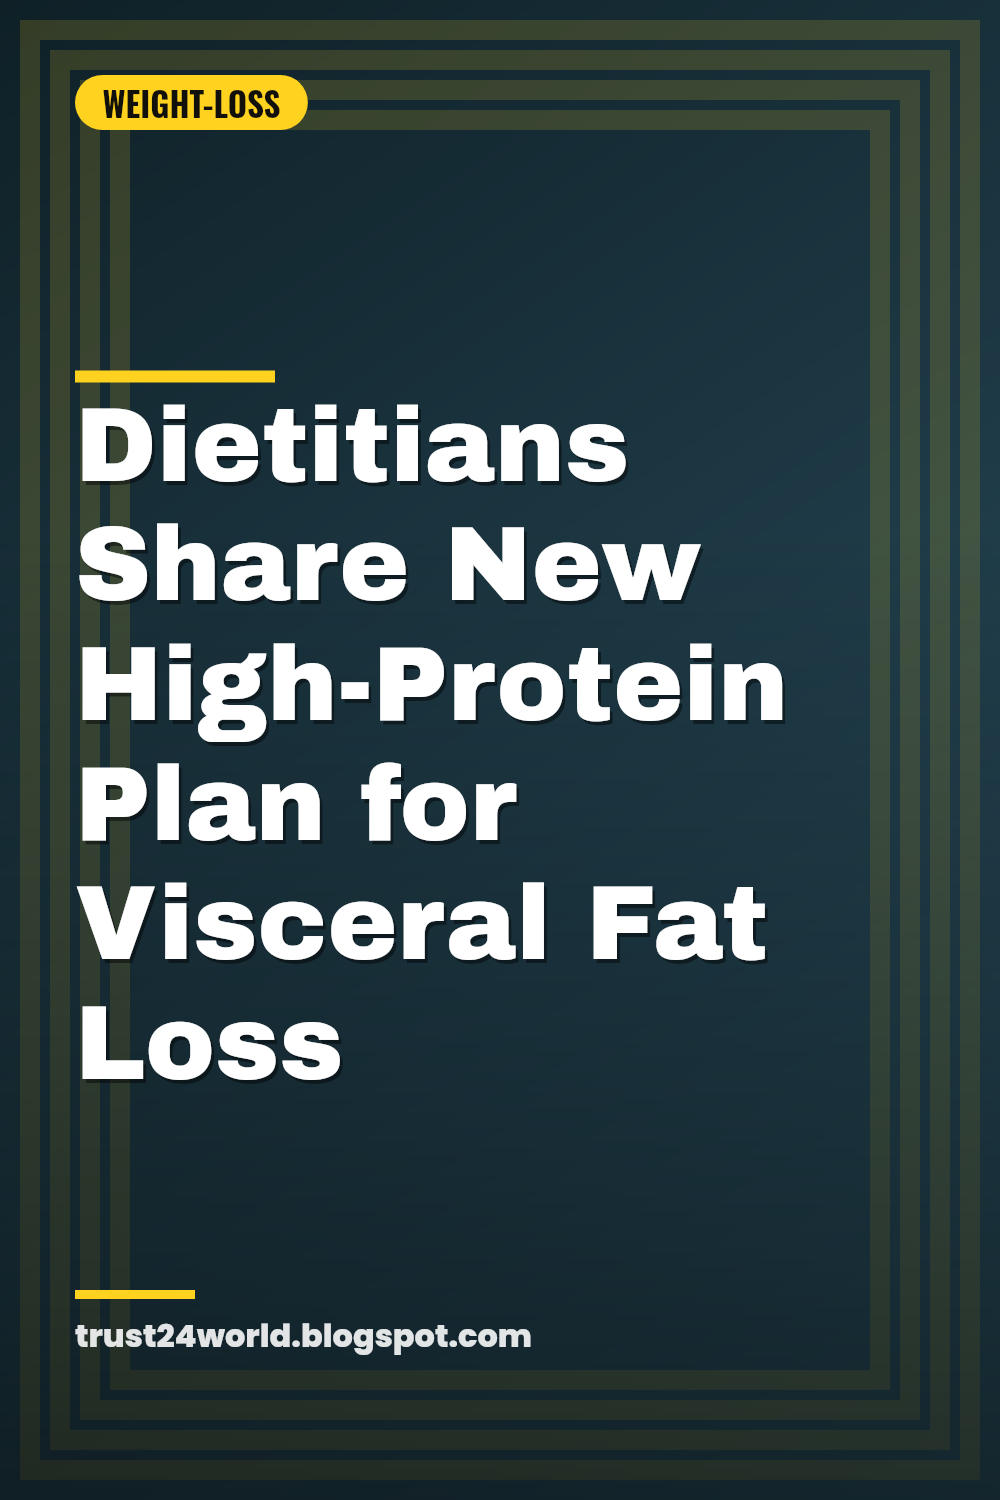 WEIGHT-LOSS
Dietitians
Share New
High-Protein
Plan for
Visceral Fat
Loss
trust24world.blogspot.com